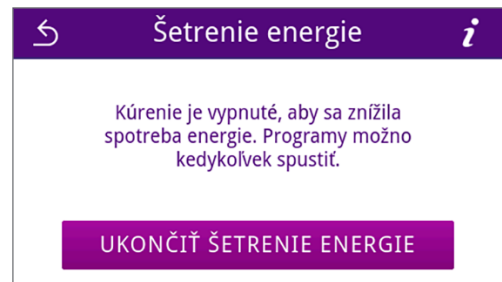 Šetrenie energie
Kúrenie je vypnuté, aby sa znížila
spotreba energie. Programy možno
kedykoľvek spustiť.
UKONČIŤ ŠETRENIE ENERGIE